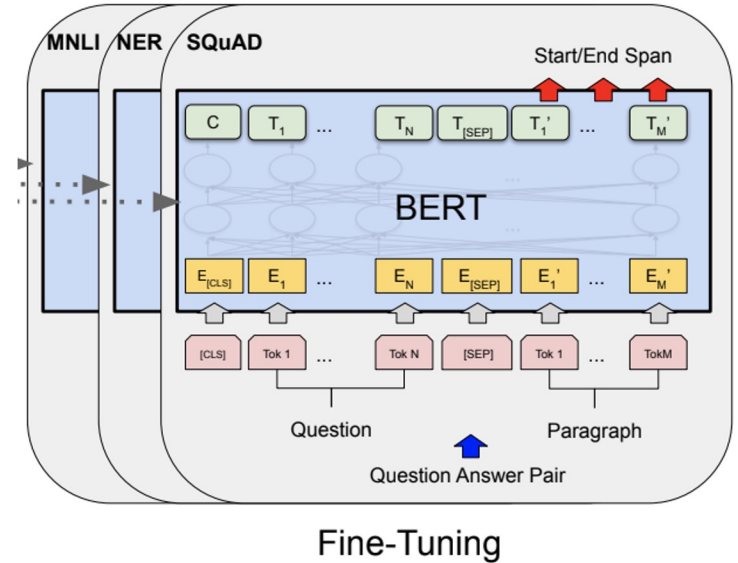 MNLI NER SQuAD
Start/End Span
C T1 ... TN T[SEP] T1' ... TM'
BERT
E[CLS] E1 ... EN E[SEP] E1' ... EM'
[CLS] Tok 1 ... Tok N [SEP] Tok 1 ... TokM
Question Paragraph
Question Answer Pair
Fine-Tuning